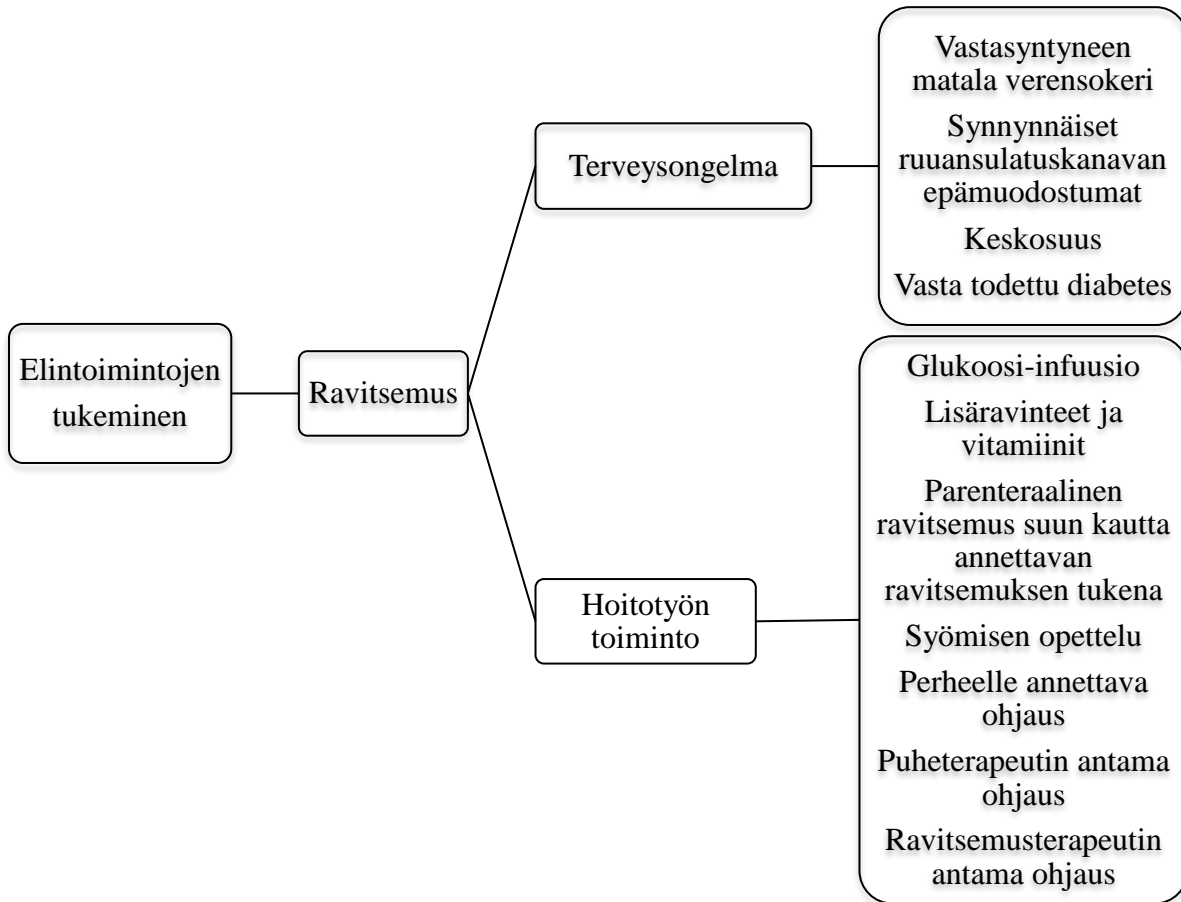 Elintoimintojen
tukeminen
Ravitsemus
Terveysongelma
Vastasyntyneen
matala verensokeri
Synnynnäiset
ruuansulatuskanavan
epämuodostumat
Keskosuus
Vasta todettu diabetes
Hoitotyön
toiminto
Glukoosi-infuusio
Lisäravinteet ja
vitamiinit
Parenteraalinen
ravitsemus suun kautta
annettavan
ravitsemuksen tukena
Syömisen opettelu
Perheelle annettava
ohjaus
Puheterapeutin antama
ohjaus
Ravitsemusterapeutin
antama ohjaus